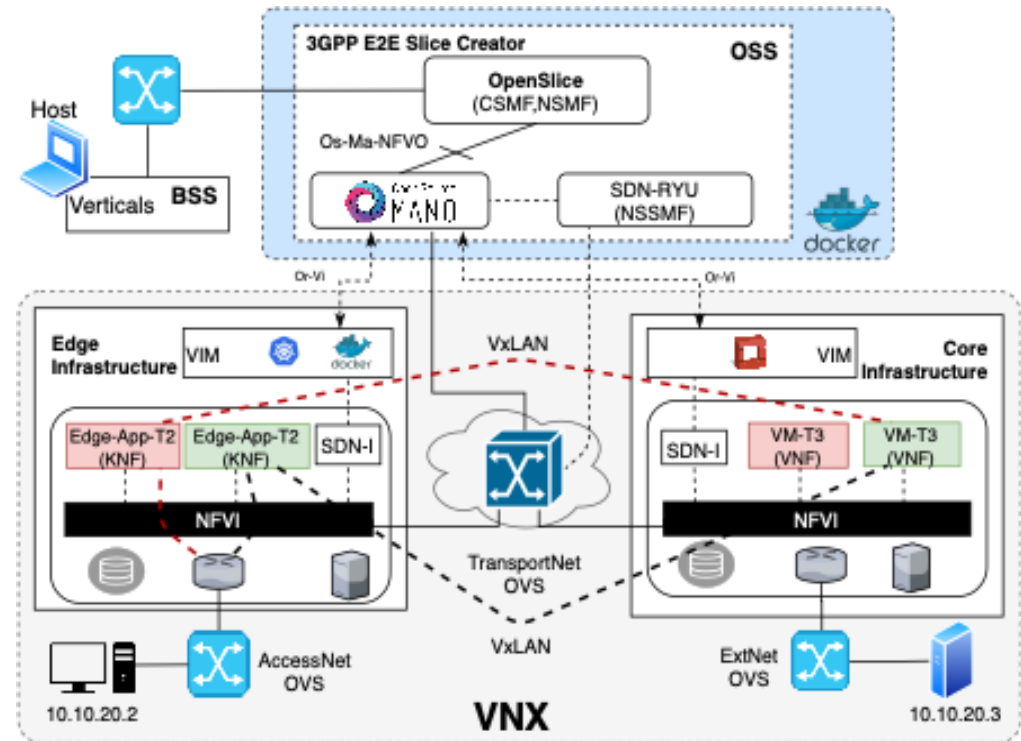 3GPP E2E Slice Creator
OSS
OpenSlice
(CSMF,NSMF)
Host
Os-Ma-NFVO
Verticals
BSS
MANO
SDN-RYU
(NSSMF)
docker
Or-Vi
Or-Vi
Edge
Infrastructure
VIM
docker
VxLAN
VIM
Core
Infrastructure
Edge-App-T2
(KNF)
Edge-App-T2
(KNF)
SDN-I
SDN-I
VM-T3
(VNF)
VM-T3
(VNF)
NFVI
NFVI
TransportNet
OVS
VxLAN
AccessNet
OVS
ExtNet
OVS
10.10.20.2
VNX
10.10.20.3